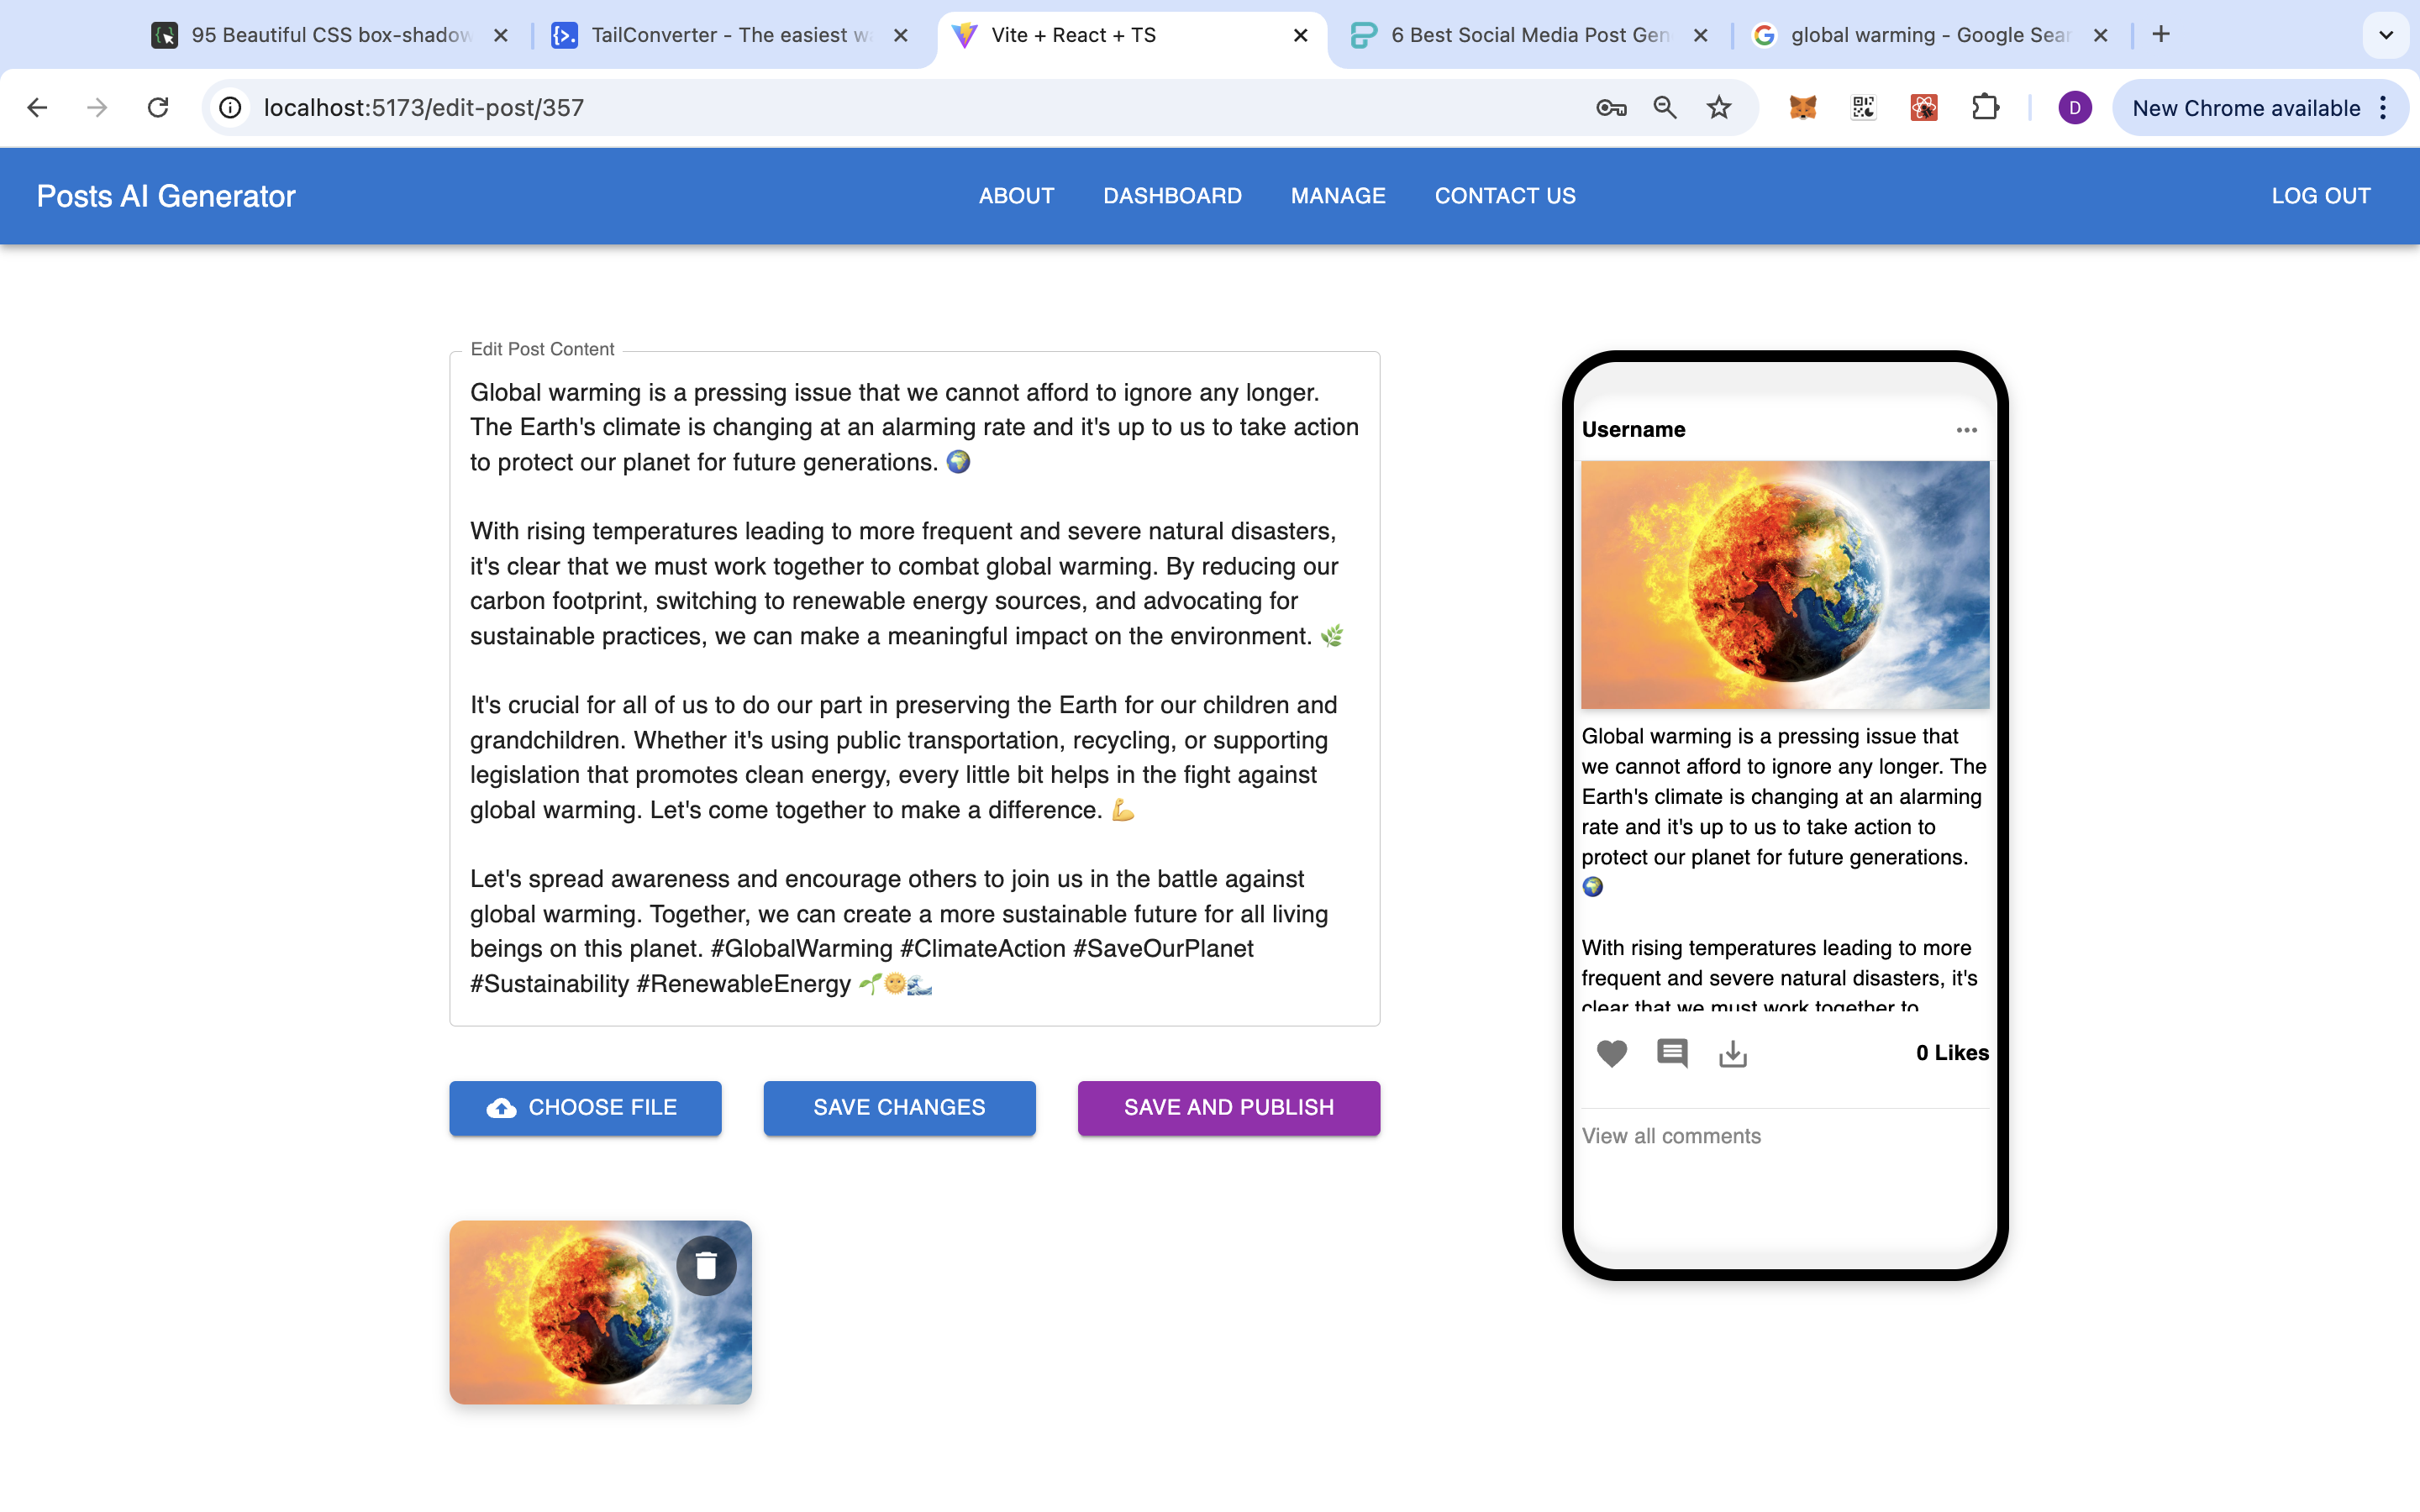 95 Beautiful CSS box-shadow
TailConverter - The easiest
Vite + React + TS
6 Best Social Media Post Gen
global warming - Google Sear
localhost:5173/edit-post/357
D
New Chrome available
Posts AI Generator
ABOUT
DASHBOARD
MANAGE
CONTACT US
LOG OUT
Edit Post Content
Global warming is a pressing issue that we cannot afford to ignore any longer.
The Earth's climate is changing at an alarming rate and it's up to us to take action
to protect our planet for future generations. 🌍
With rising temperatures leading to more frequent and severe natural disasters,
it's clear that we must work together to combat global warming. By reducing our
carbon footprint, switching to renewable energy sources, and advocating for
sustainable practices, we can make a meaningful impact on the environment. 🌿
It's crucial for all of us to do our part in preserving the Earth for our children and
grandchildren. Whether it's using public transportation, recycling, or supporting
legislation that promotes clean energy, every little bit helps in the fight against
global warming. Let's come together to make a difference. 💪
Let's spread awareness and encourage others to join us in the battle against
global warming. Together, we can create a more sustainable future for all living
beings on this planet. #GlobalWarming #ClimateAction #SaveOurPlanet
#Sustainability #RenewableEnergy 🌱🌞🌊
CHOOSE FILE
SAVE CHANGES
SAVE AND PUBLISH
Username
Global warming is a pressing issue that
we cannot afford to ignore any longer. The
Earth's climate is changing at an alarming
rate and it's up to us to take action to
protect our planet for future generations.
🌍
With rising temperatures leading to more
frequent and severe natural disasters, it's
clear that we must work together to
0 Likes
View all comments